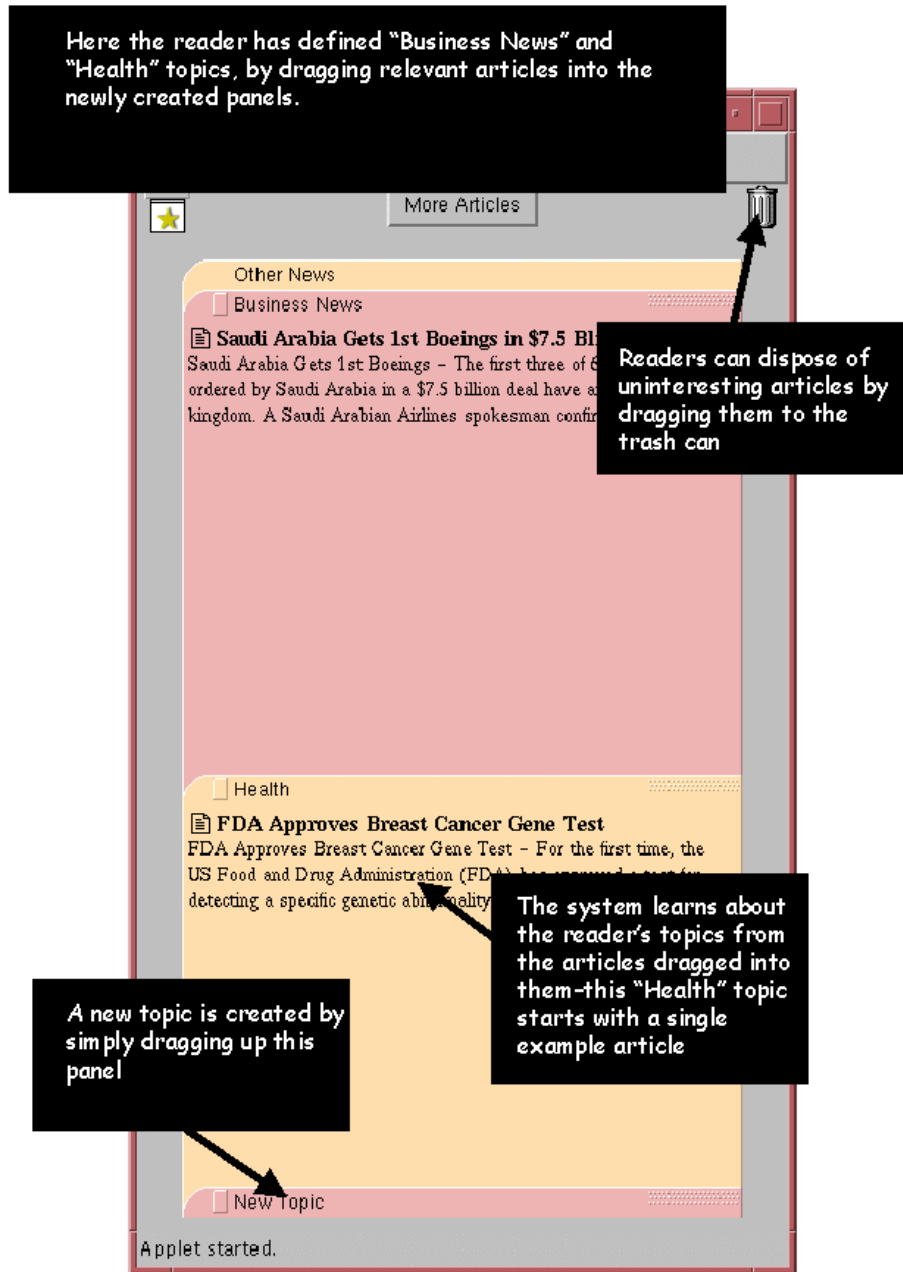 Here the reader has defined “Business News” and
“Health” topics, by dragging relevant articles into the
newly created panels.
More Articles
Other News
Business News
Saudi Arabia Gets 1st Boeings in $7.5
Saudi Arabia Gets 1st Boeings – The first three of
ordered by Saudi Arabia in a $7.5 billion deal have
kingdom. A Saudi Arabian Airlines spokesman
Readers can dispose of
uninteresting articles by
dragging them to the
trash can
Health
FDA Approves Breast Cancer Gene Test
FDA Approves Breast Cancer Gene Test – For the first time, the
US Food and Drug Administration (FDA)
detecting a specific genetic abnormality
The system learns about
the reader’s topics from
the articles dragged into
them–this “Health” topic
starts with a single
example article
A new topic is created by
simply dragging up this
panel
New Topic
Applet started.